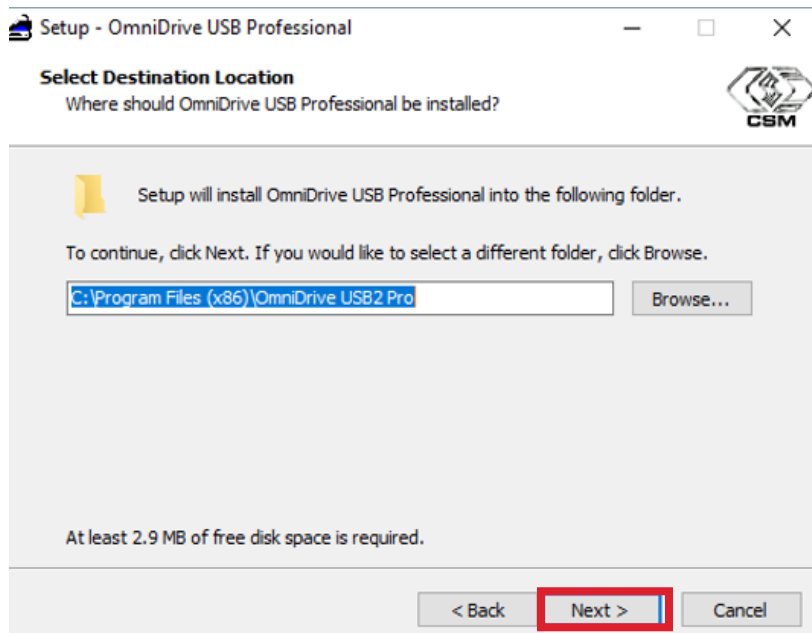 Setup - OmniDrive USB Professional
Select Destination Location
Where should OmniDrive USB Professional be installed?
CSM
Setup will install OmniDrive USB Professional into the following folder.
To continue, click Next. If you would like to select a different folder, click Browse.
C:\Program Files (x86)\OmniDrive USB2 Pro
Browse...
At least 2.9 MB of free disk space is required.
< Back
Next >
Cancel